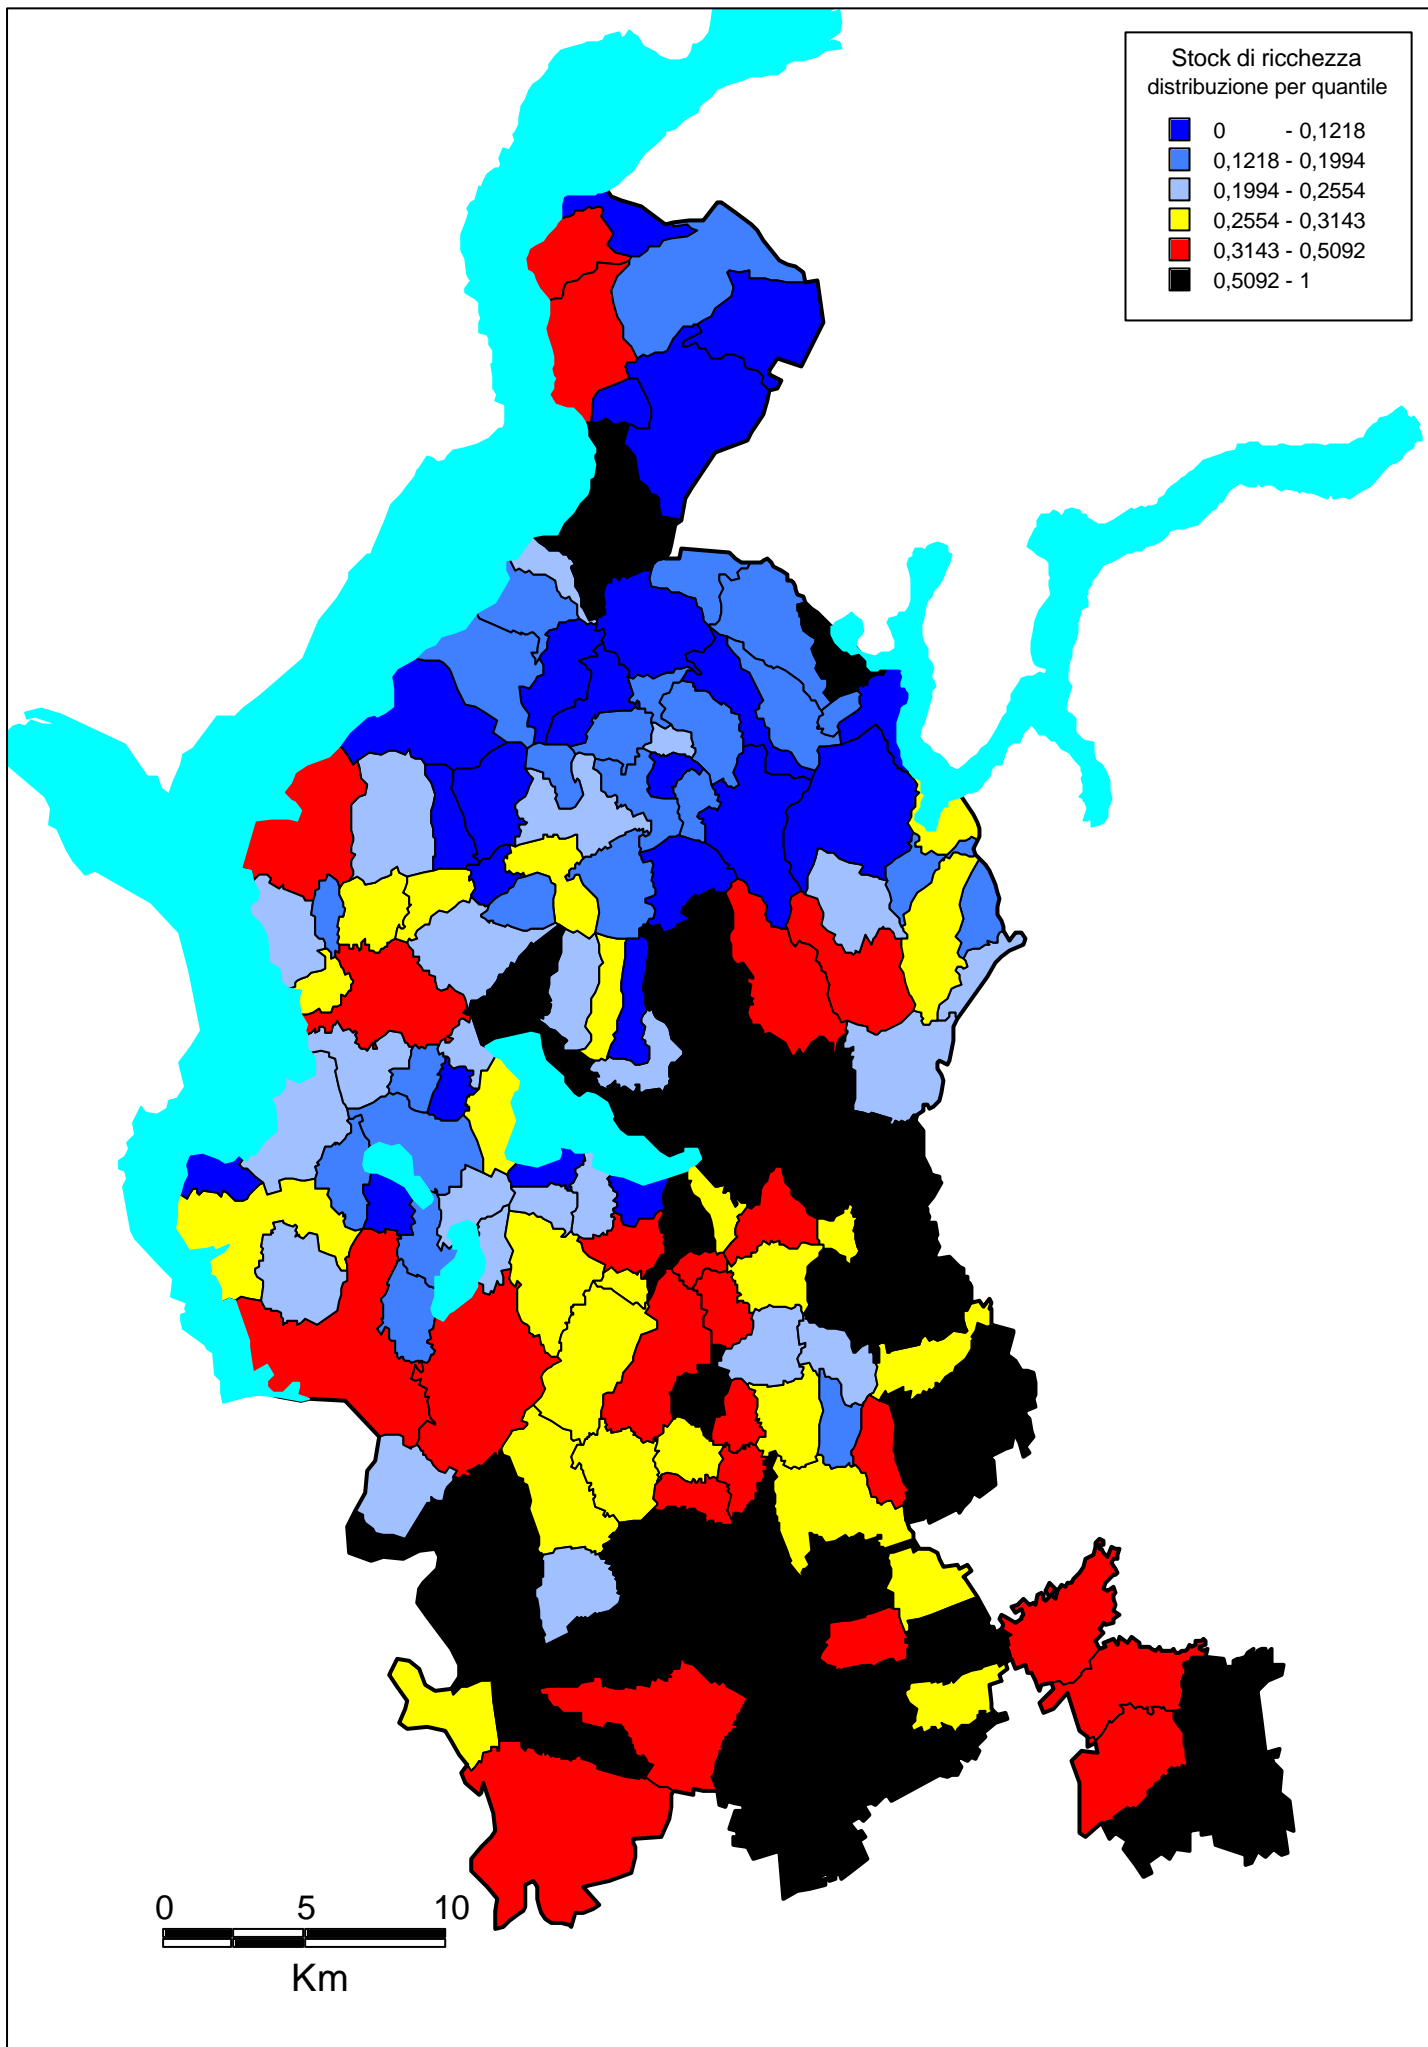 Stock di ricchezza
distribuzione per quantile
0 - 0,1218
0,1218 - 0,1994
0,1994 - 0,2554
0,2554 - 0,3143
0,3143 - 0,5092
0,5092 - 1
0 5 10
Km